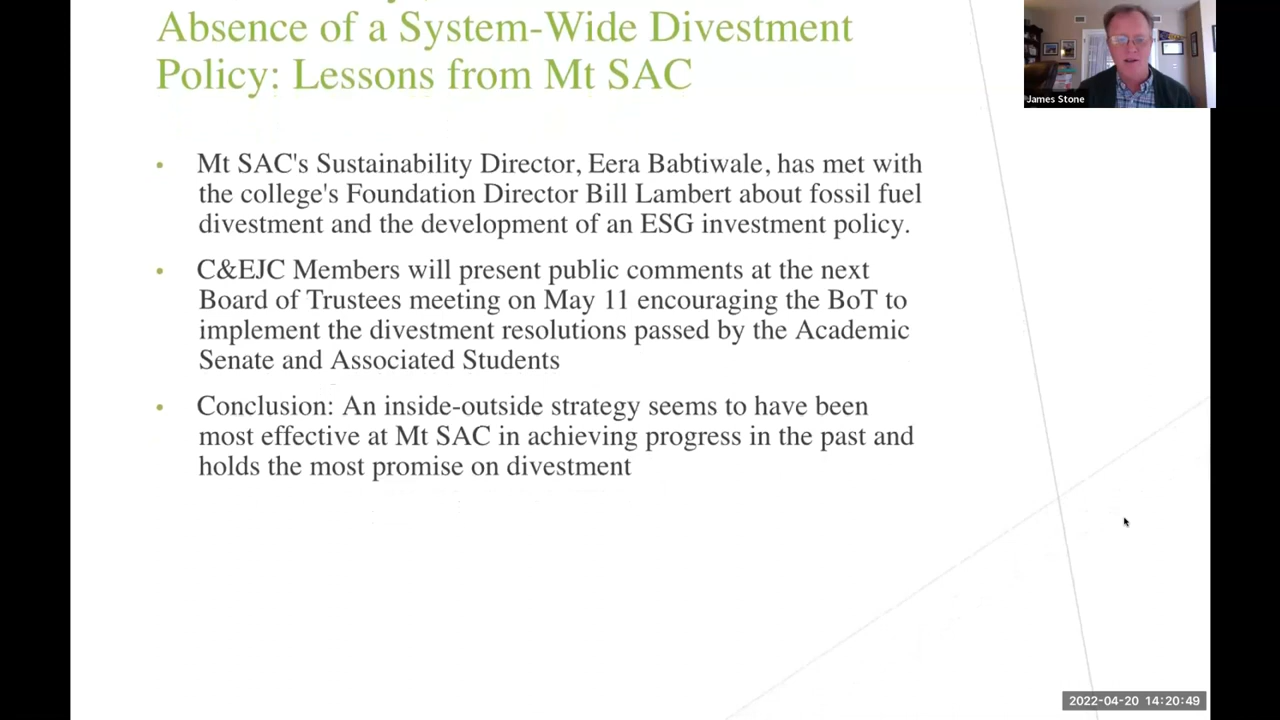 Absence of a System-Wide Divestment
Policy: Lessons from Mt SAC
James Stone
• Mt SAC's Sustainability Director, Eera Babtiwale, has met with
the college's Foundation Director Bill Lambert about fossil fuel
divestment and the development of an ESG investment policy.
• C&EJC Members will present public comments at the next
Board of Trustees meeting on May 11 encouraging the BoT to
implement the divestment resolutions passed by the Academic
Senate and Associated Students
• Conclusion: An inside-outside strategy seems to have been
most effective at Mt SAC in achieving progress in the past and
holds the most promise on divestment
2022-04-20 14:20:49